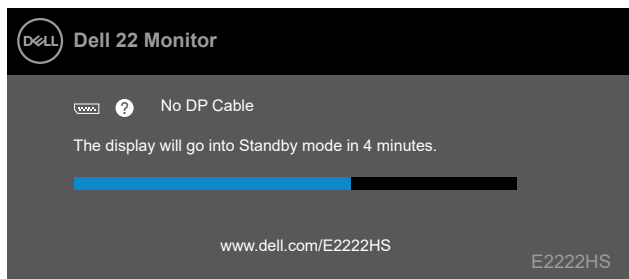 DELL Dell 22 Monitor
? No DP Cable
The display will go into Standby mode in 4 minutes.
www.dell.com/E2222HS
E2222HS